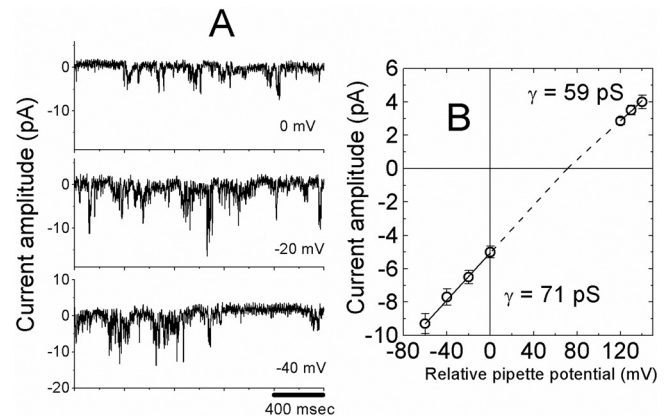 A
Current amplitude (pA)
0
-10
0 mV
0
-10
-20 mV
10
0
-10
-20
-40 mV
400 msec
B
Current amplitude (pA)
6
4
2
0
-2
-4
-6
-8
-10
γ = 59 pS
γ = 71 pS
-80 -40 0 40 80 120
Relative pipette potential (mV)